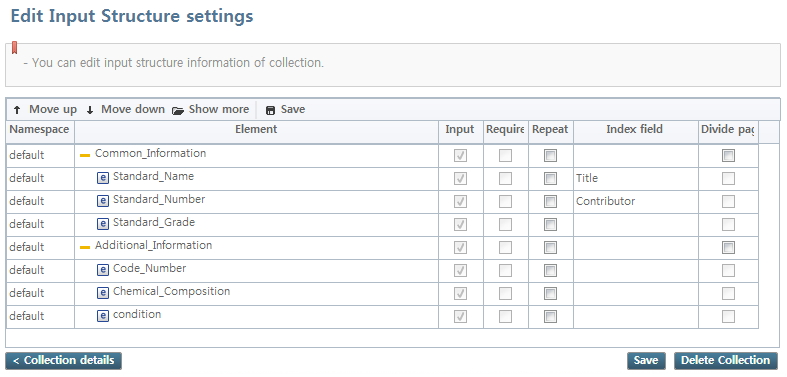 Edit Input Structure settings
- You can edit input structure information of collection.
Move up Move down Show more Save
Namespace Element Input Require Repeat Index field Divide pag
default Common_Information
default e Standard_Name Title
default e Standard_Number Contributor
default e Standard_Grade
default Additional_Information
default e Code_Number
default e Chemical_Composition
default e condition
< Collection details Save Delete Collection